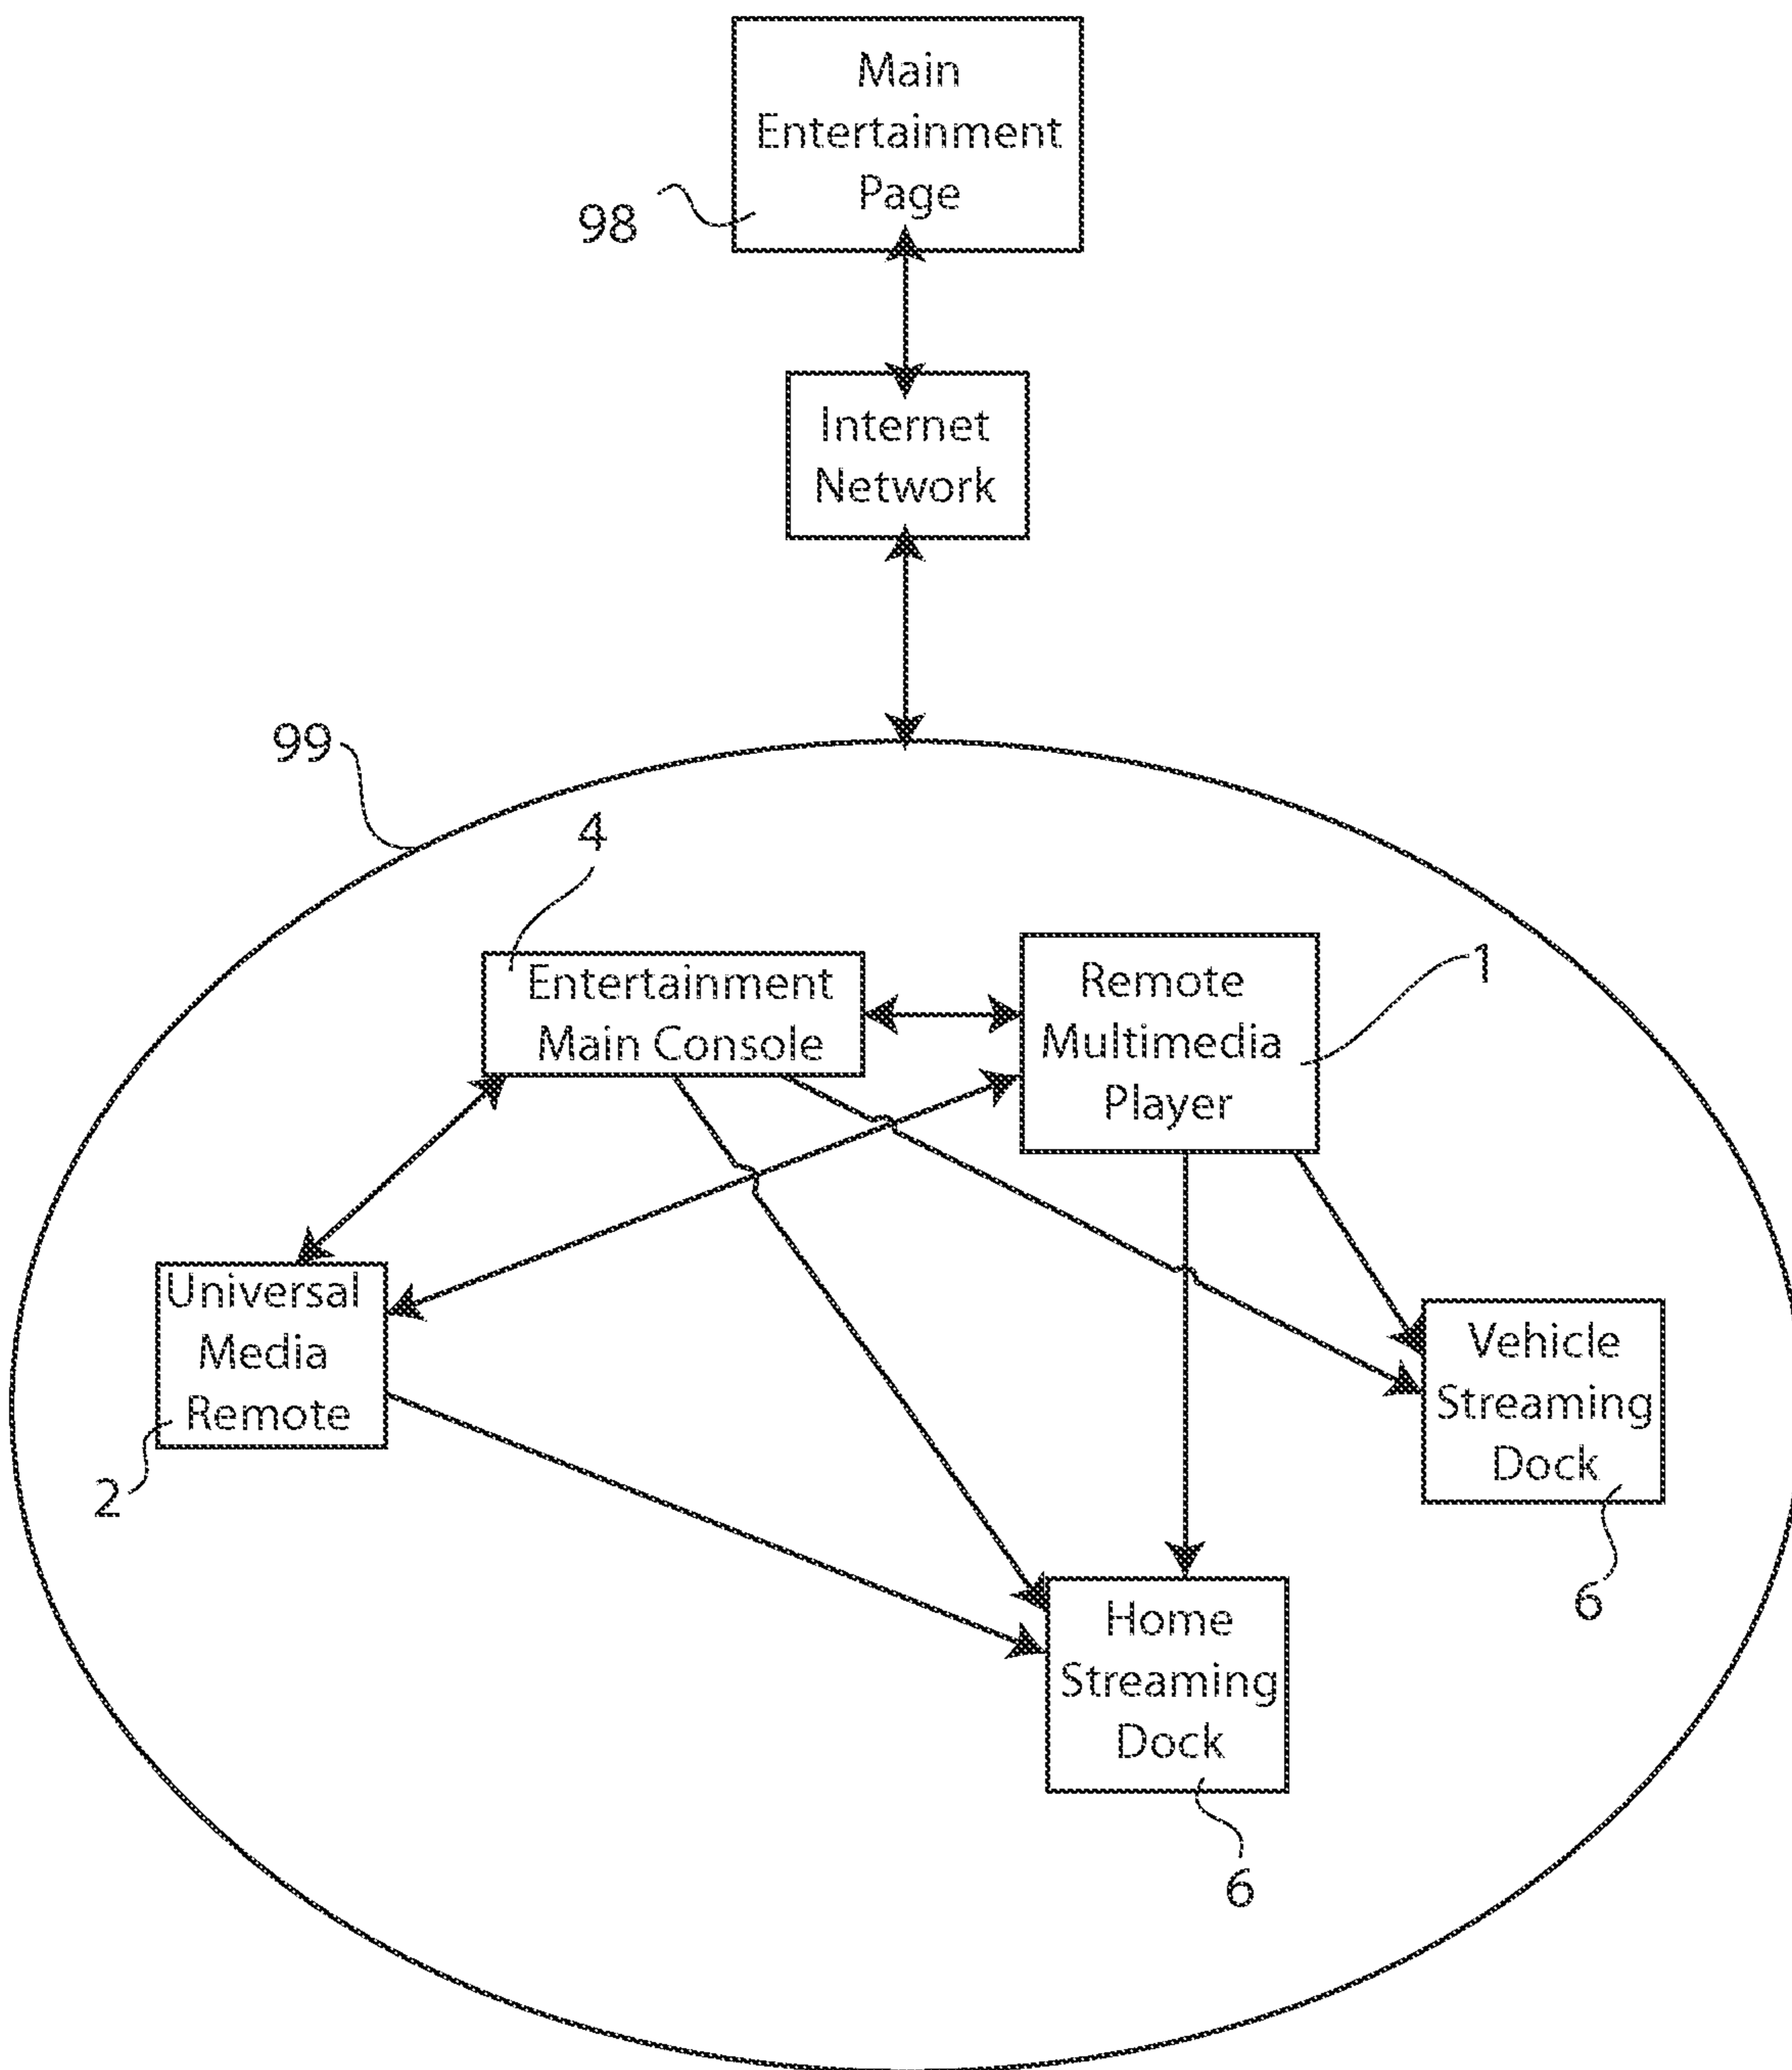 Main
Entertainment
Page
98
Internet
Network
99
4
Entertainment
Main Console
Remote
Multimedia
Player
1
Universal
Media
Remote
2
Vehicle
Streaming
Dock
6
Home
Streaming
Dock
6